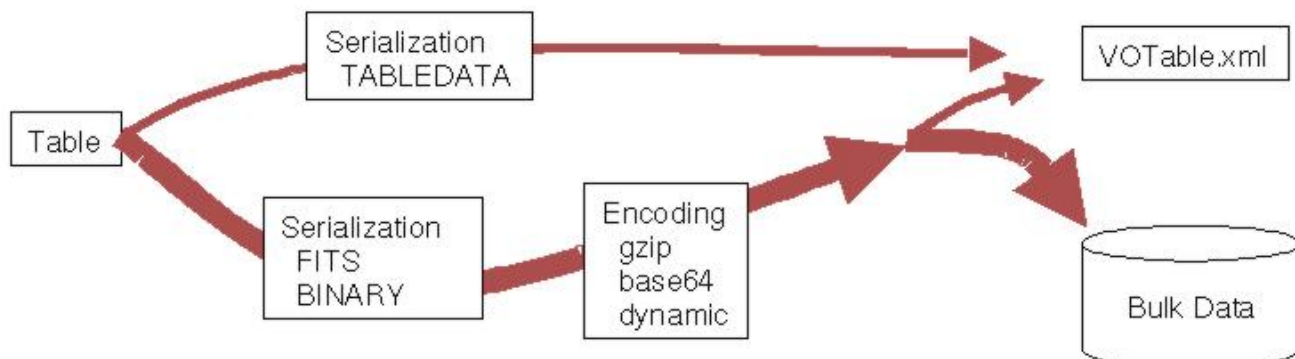 Serialization
TABLEDATA
VOTable.xml
Table
Serialization
FITS
BINARY
Encoding
gzip
base64
dynamic
Bulk Data